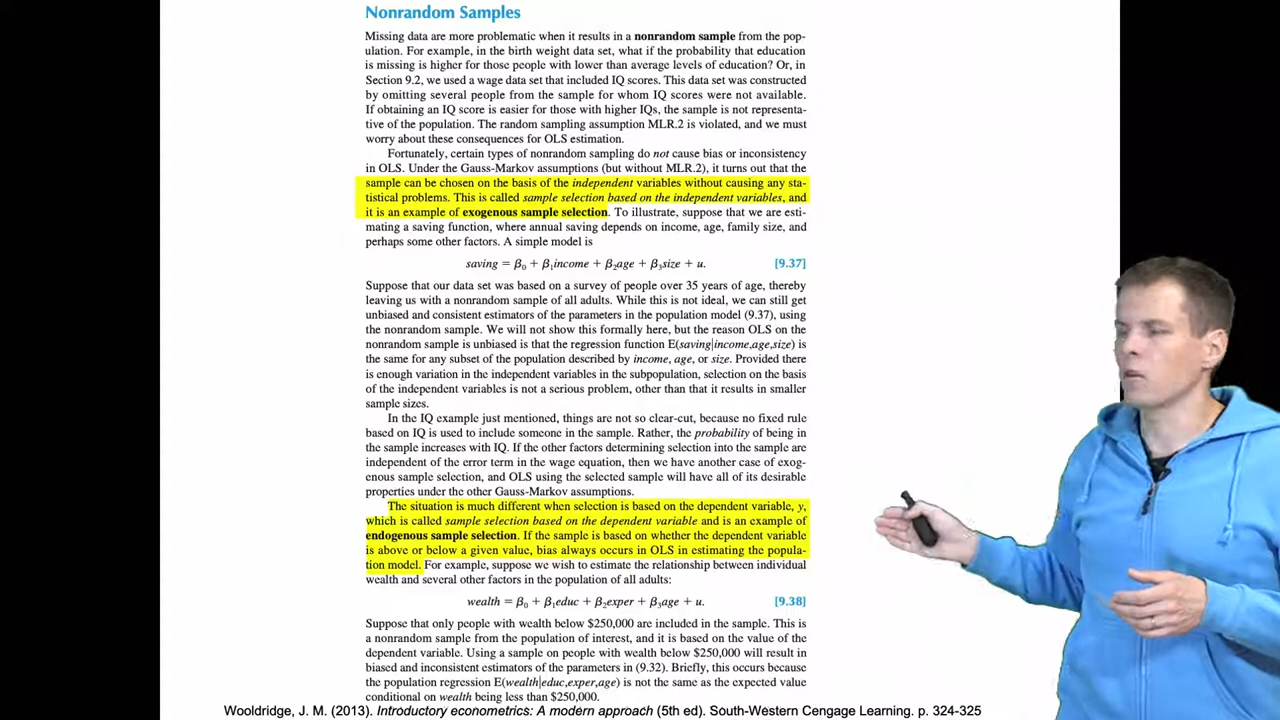 Nonrandom Samples
Missing data are more problematic when it results in a nonrandom sample from the pop-
ulation. For example, in the birth weight data set, what if the probability that education
is missing is higher for those people with lower than average levels of education? Or, in
Section 9.2, we used a wage data set that included IQ scores. This data set was constructed
by omitting several people from the sample for whom IQ scores were not available.
If obtaining an IQ score is easier for those with higher IQs, the sample is not representa-
tive of the population. The random sampling assumption MLR.2 is violated, and we must
worry about these consequences for OLS estimation.
Fortunately, certain types of nonrandom sampling do not cause bias or inconsistency
in OLS. Under the Gauss-Markov assumptions (but without MLR.2), it turns out that the
sample can be chosen on the basis of the independent variables without causing any sta-
tistical problems. This is called sample selection based on the independent variables, and
it is an example of exogenous sample selection. To illustrate, suppose that we are esti-
mating a saving function, where annual saving depends on income, age, family size, and
perhaps some other factors. A simple model is
saving = β₀ + β₁income + β₂age + β₃size + u. [9.37]
Suppose that our data set was based on a survey of people over 35 years of age, thereby
leaving us with a nonrandom sample of all adults. While this is not ideal, we can still get
unbiased and consistent estimators of the parameters in the population model (9.37), using
the nonrandom sample. We will not show this formally here, but the reason OLS on the
nonrandom sample is unbiased is that the regression function E(saving|income,age,size) is
the same for any subset of the population described by income, age, or size. Provided there
is enough variation in the independent variables in the subpopulation, selection on the basis
of the independent variables is not a serious problem, other than that it results in smaller
sample sizes.
In the IQ example just mentioned, things are not so clear-cut, because no fixed rule
based on IQ is used to include someone in the sample. Rather, the probability of being in
the sample increases with IQ. If the other factors determining selection into the sample are
independent of the error term in the wage equation, then we have another case of exog-
enous sample selection, and OLS using the selected sample will have all of its desirable
properties under the other Gauss-Markov assumptions.
The situation is much different when selection is based on the dependent variable, y,
which is called sample selection based on the dependent variable and is an example of
endogenous sample selection. If the sample is based on whether the dependent variable
is above or below a given value, bias always occurs in OLS in estimating the popula-
tion model. For example, suppose we wish to estimate the relationship between individual
wealth and several other factors in the population of all adults:
wealth = β₀ + β₁educ + β₂exper + β₃age + u. [9.38]
Suppose that only people with wealth below $250,000 are included in the sample. This is
a nonrandom sample from the population of interest, and it is based on the value of the
dependent variable. Using a sample on people with wealth below $250,000 will result in
biased and inconsistent estimators of the parameters in (9.32). Briefly, this occurs because
the population regression E(wealth|educ,exper,age) is not the same as the expected value
conditional on wealth being less than $250,000.
Wooldridge, J. M. (2013). Introductory econometrics: A modern approach (5th ed). South-Western Cengage Learning. p. 324-325